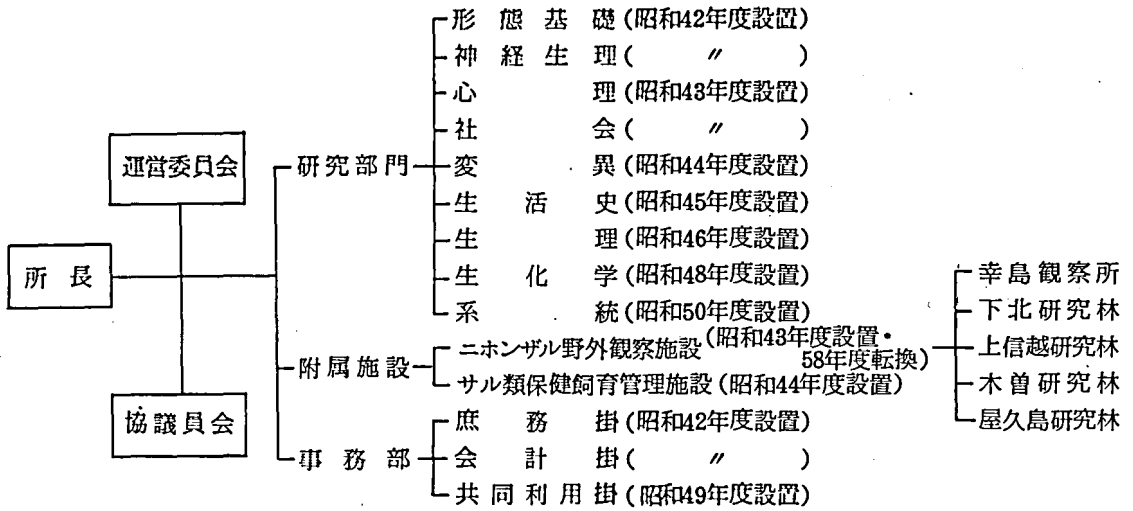 運営委員会
所長
協議員会
研究部門
形態基礎(昭和42年度設置)
神経生理(〃)
心理(昭和43年度設置)
社会(〃)
変異(昭和44年度設置)
生活史(昭和45年度設置)
生理(昭和46年度設置)
生化学(昭和48年度設置)
系統(昭和50年度設置)
附属施設
ニホンザル野外観察施設(昭和43年度設置・
58年度転換)
サル類保健飼育管理施設(昭和44年度設置)
幸島観察所
下北研究林
上信越研究林
木曽研究林
屋久島研究林
事務部
庶務掛(昭和42年度設置)
会計掛(〃)
共同利用掛(昭和49年度設置)